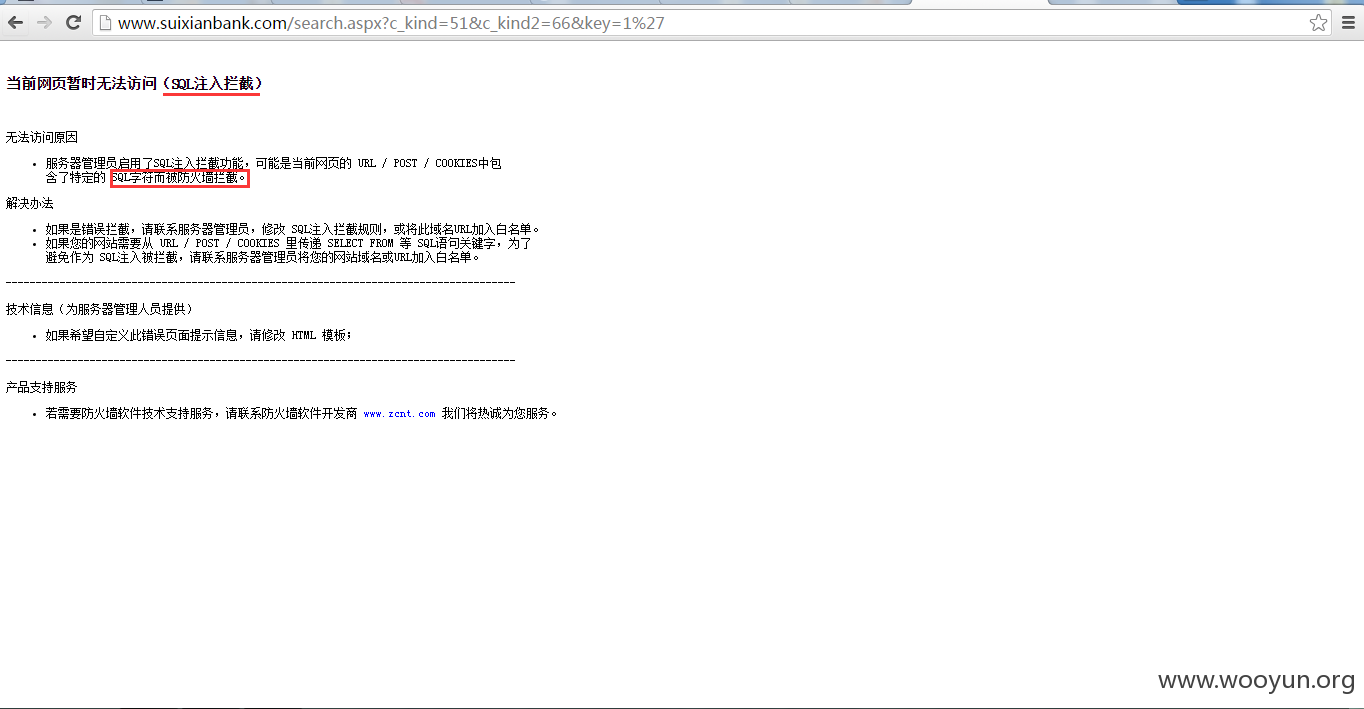 www.suixianbank.com/search.aspx?c_kind=51&c_kind2=66&key=1%27
当前网页暂时无法访问（SQL注入拦截）
无法访问原因
• 服务器管理员启用了SQL注入拦截功能，可能是当前网页的 URL / POST / COOKIES中包
含了特定的 SQL字符而被防火墙拦截。
解决办法
• 如果是错误拦截，请联系服务器管理员，修改 SQL注入拦截规则，或将此域名URL加入白名单。
• 如果您的网站需要从 URL / POST / COOKIES 里传递 SELECT FROM 等 SQL语句关键字，为了
避免作为 SQL注入被拦截，请联系服务器管理员将您的网站域名或URL加入白名单。
-------------------------------------------------------------------------------------
技术信息（为服务器管理人员提供）
• 如果希望自定义此错误页面提示信息，请修改 HTML 模板；
-------------------------------------------------------------------------------------
产品支持服务
• 若需要防火墙软件技术支持服务，请联系防火墙软件开发商 www.zcnt.com 我们将热诚为您服务。
www.wooyun.org